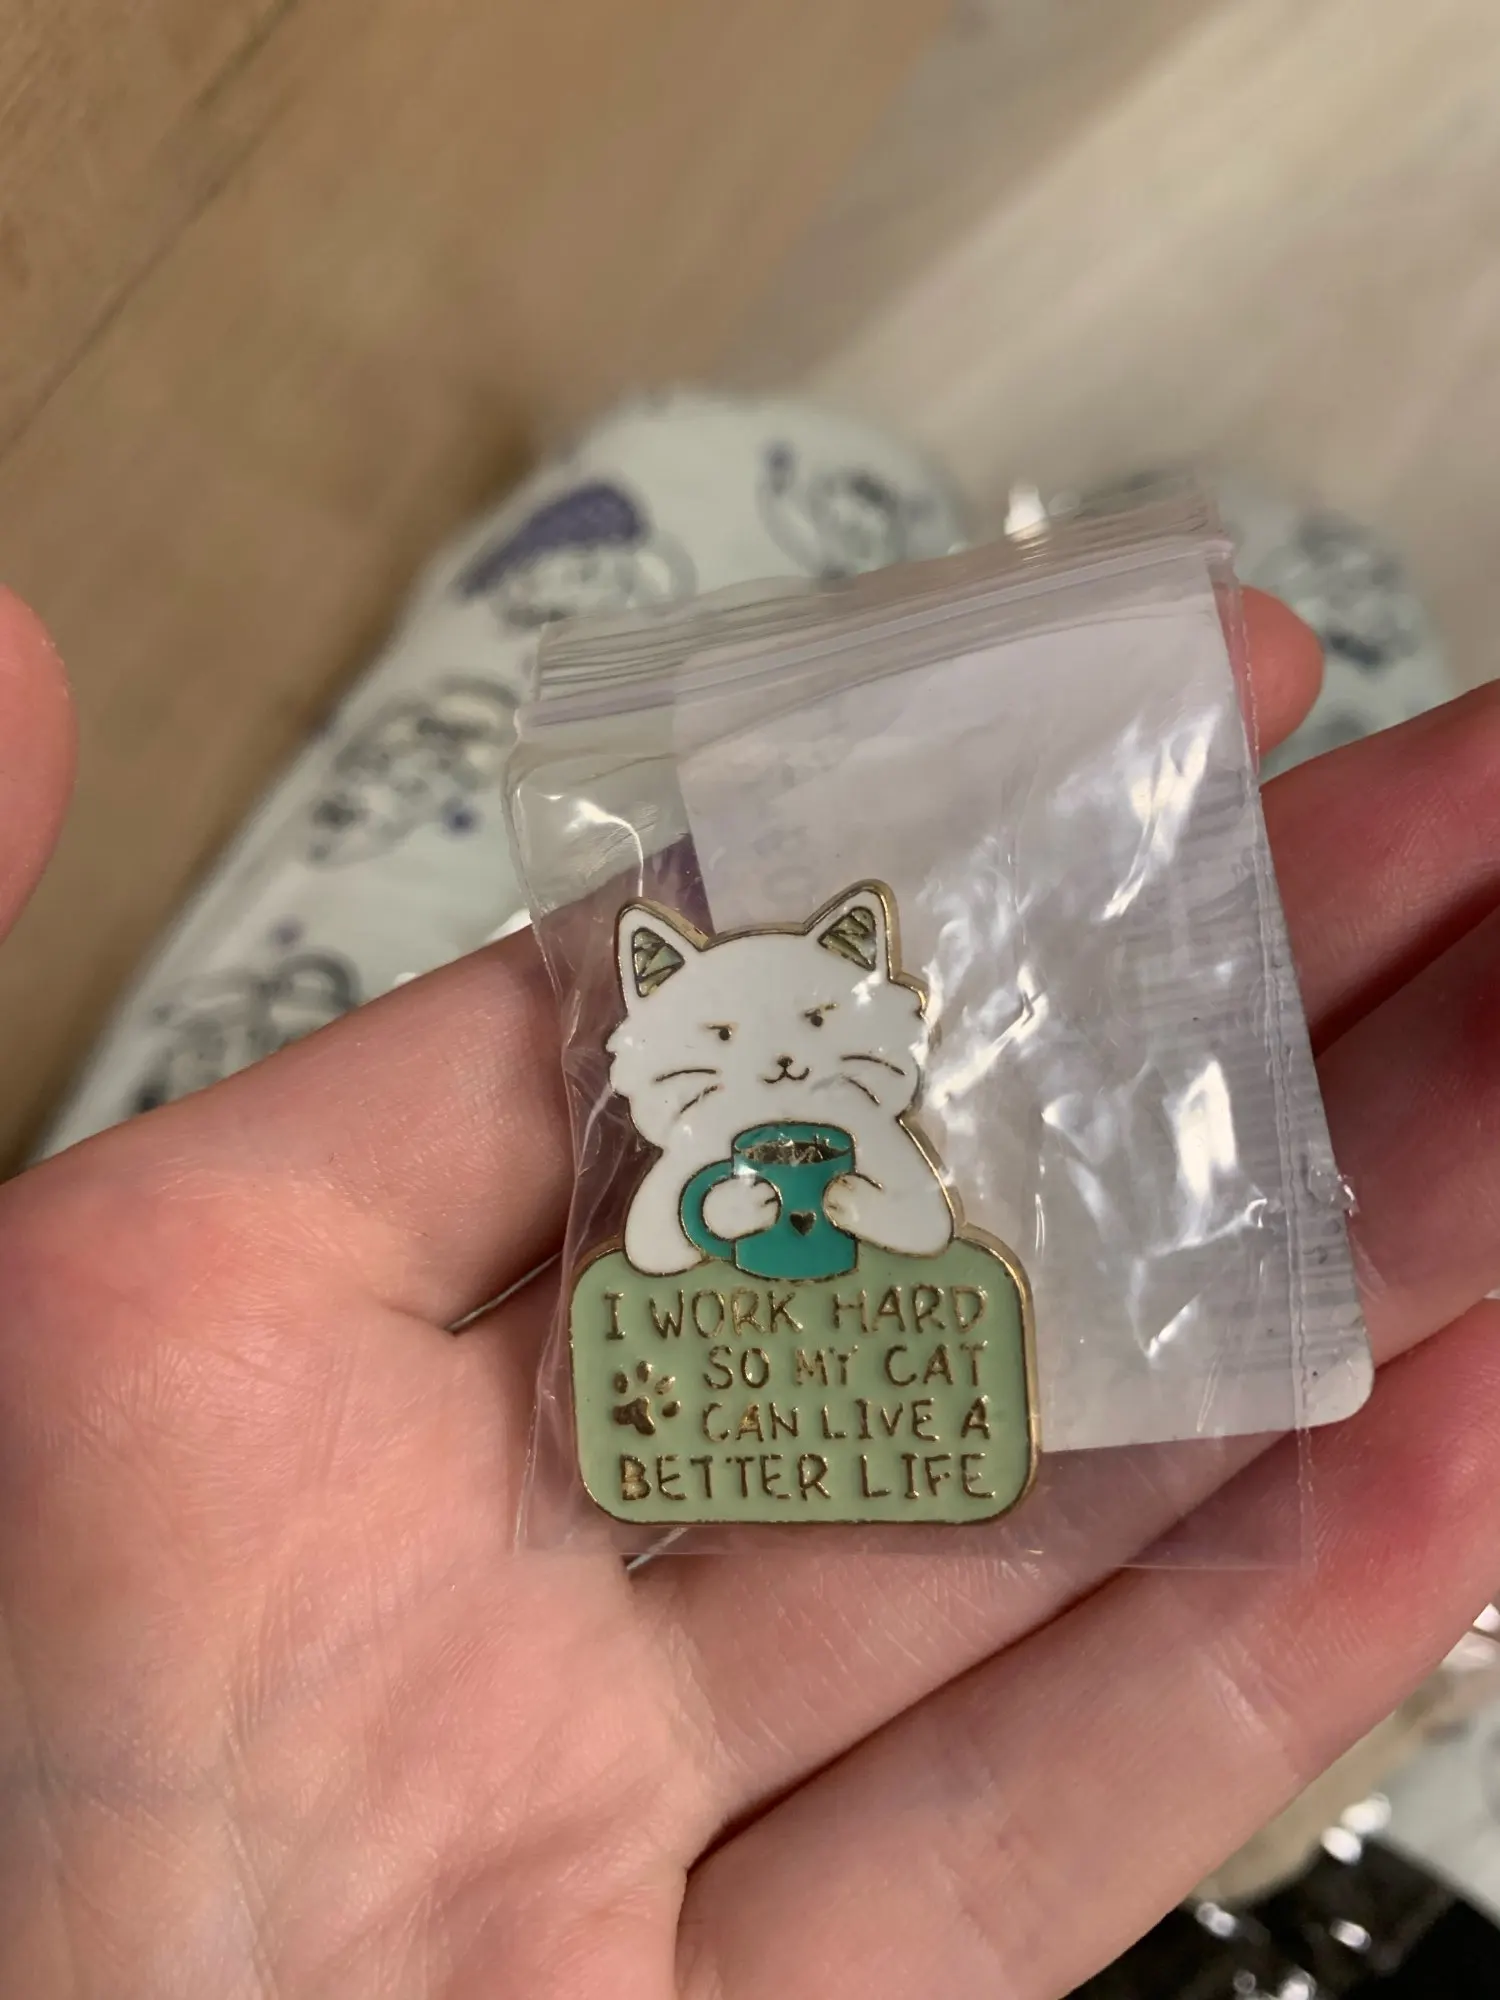 I WORK HARD
SO MY CAT
CAN LIVE A
BETTER LIFE